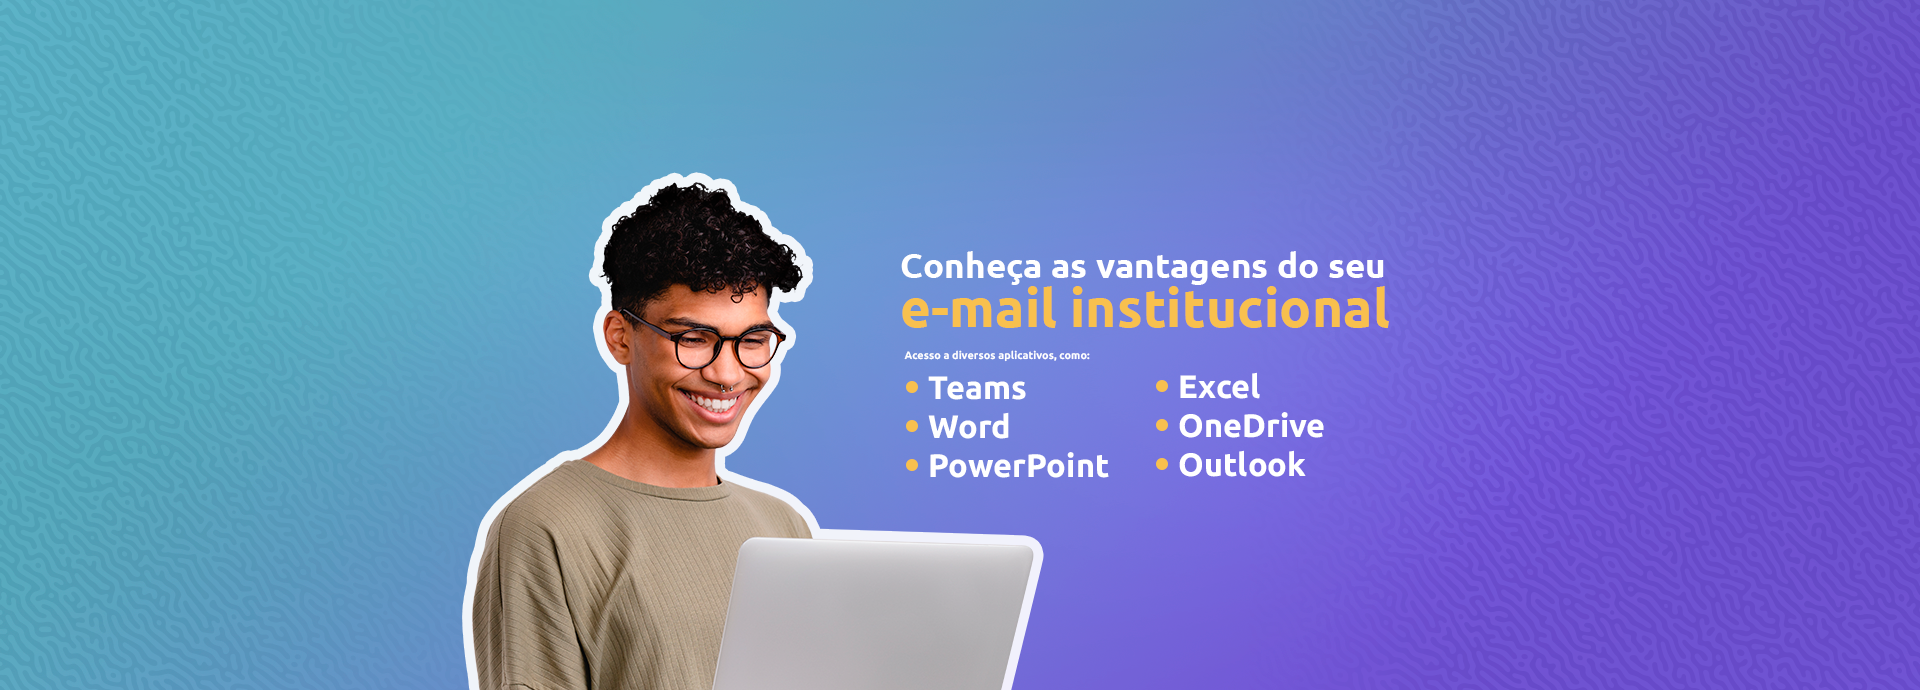 Conheça as vantagens do seu
e-mail institucional
Acesso a diversos aplicativos, como:
• Teams
• Word
• PowerPoint
• Excel
• OneDrive
• Outlook